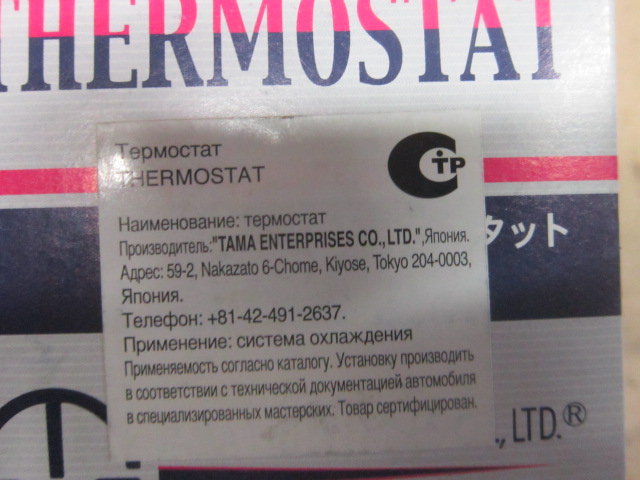 THERMOSTAT
Термостат
THERMOSTAT
СТР
Наименование: термостат
Производитель:"TAMA ENTERPRISES CO.,LTD.",Япония.
タット
Адрес: 59-2, Nakazato 6-Chome, Kiyose, Tokyo 204-0003,
Япония.
Телефон: +81-42-491-2637.
Применение: система охлаждения
Применяемость согласно каталогу. Установку производить
в соответствии с технической документацией автомобиля
в специализированных мастерских. Товар сертифицирован.
., LTD.®